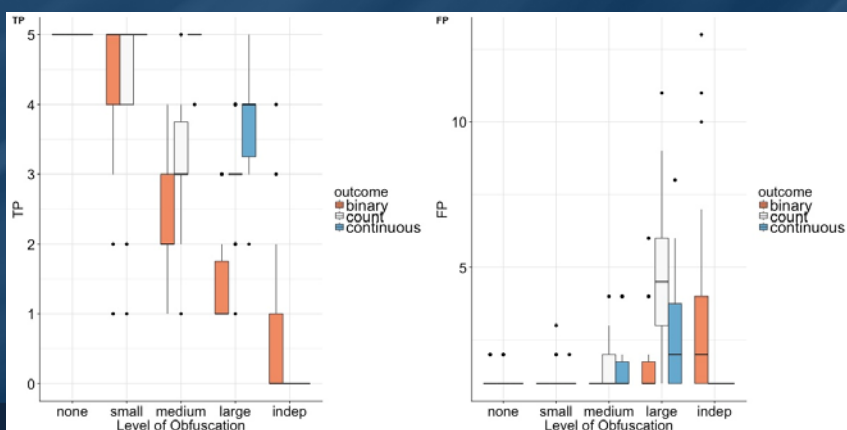 TP
5
4
3
2
1
0
TP
none small medium large indep
Level of Obfuscation
outcome
binary
count
continuous
FP
10
5
FP
none small medium large indep
Level of Obfuscation
outcome
binary
count
continuous